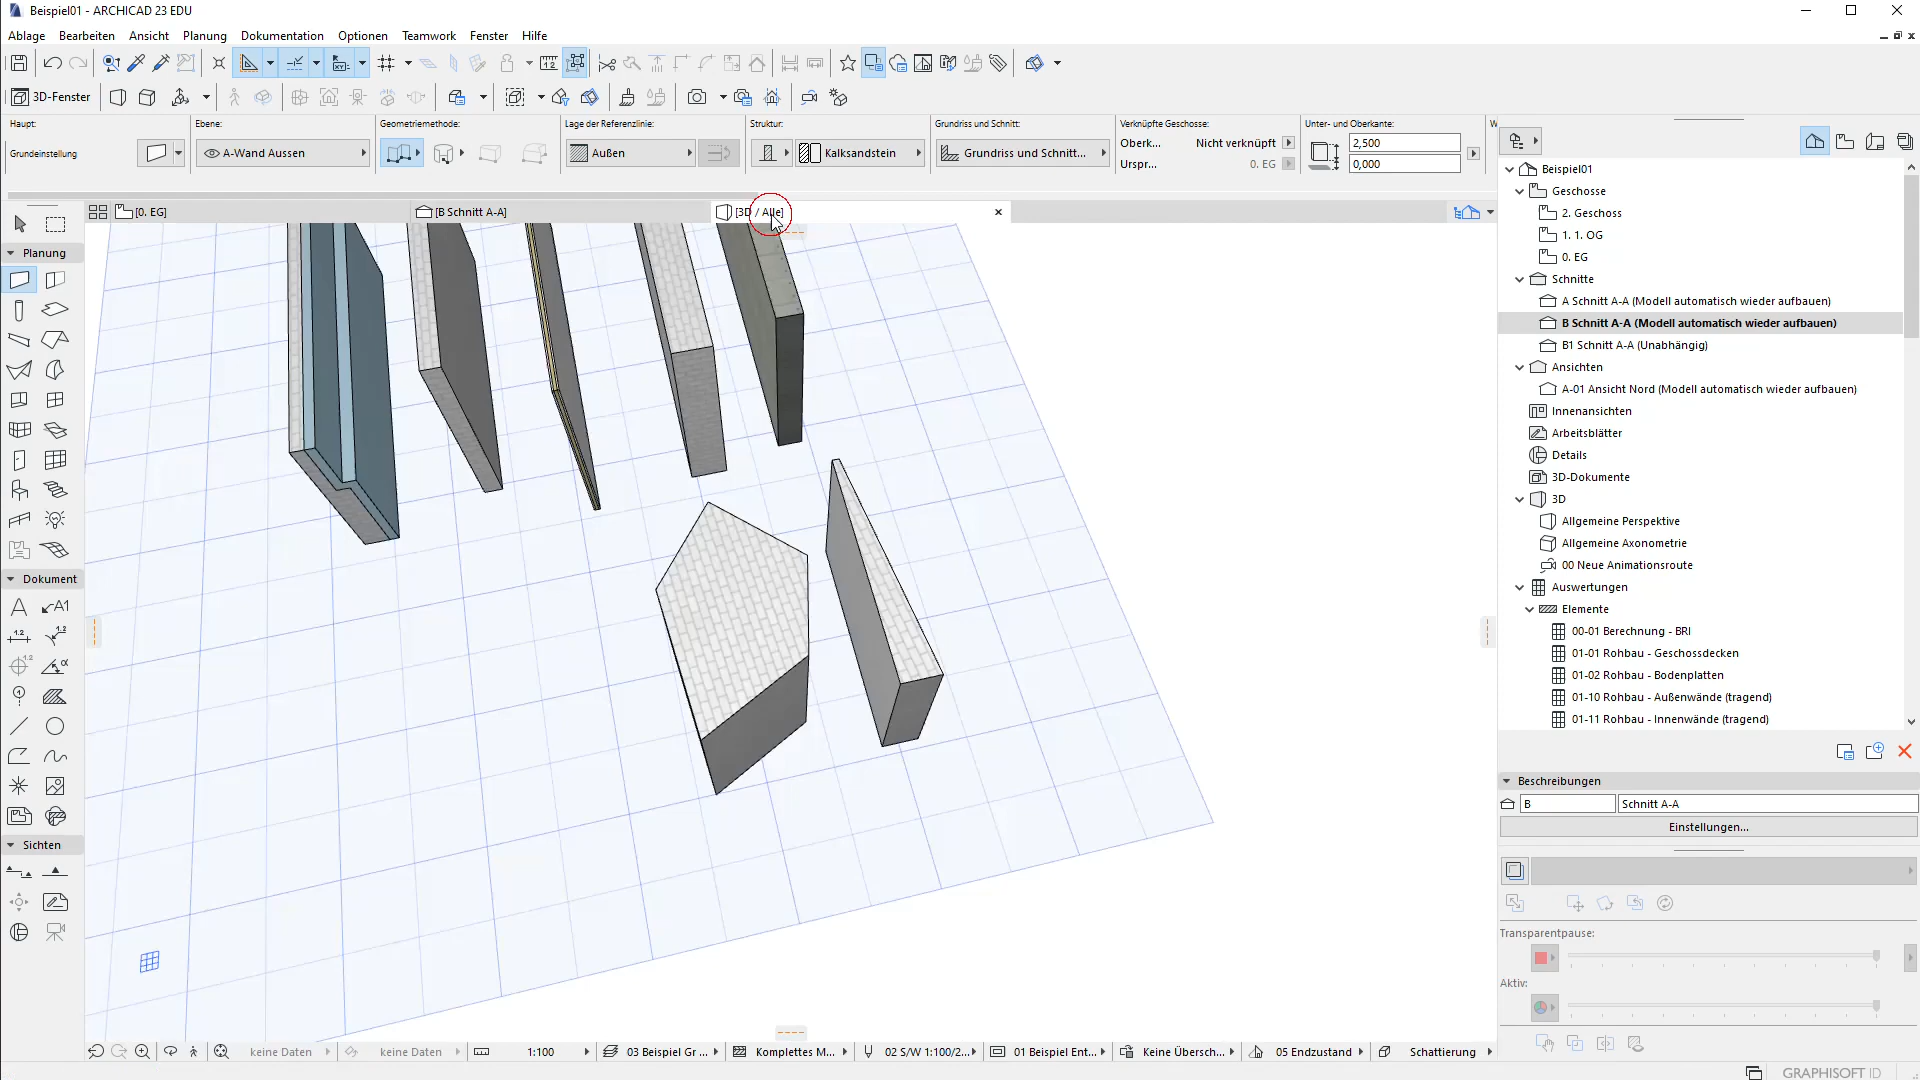 Beispiel01 - ARCHICAD 23 EDU
Ablage Bearbeiten Ansicht Planung Dokumentation Optionen Teamwork Fenster Hilfe
3D-Fenster
Haupt: Ebene: Geometriemethode: Lage der Referenzlinie: Struktur: Grundriss und Schnitt: Verknüpfte Geschosse: Unter- und Oberkante: W
Oberk... Nicht verknüpft 2,500
Grundeinstellung A-Wand Aussen Außen Kalksandstein Grundriss und Schnitt...
Urspr... 0. EG 0,000
[0. EG] [B Schnitt A-A] [3D / Alle]
Planung
Dokument
A1
1.2
1.2
1.2
α
1
Sichten
Beispiel01
Geschosse
2. Geschoss
1. 1. OG
0. EG
Schnitte
A Schnitt A-A (Modell automatisch wieder aufbauen)
B Schnitt A-A (Modell automatisch wieder aufbauen)
B1 Schnitt A-A (Unabhängig)
Ansichten
A-01 Ansicht Nord (Modell automatisch wieder aufbauen)
Innenansichten
Arbeitsblätter
Details
3D-Dokumente
3D
Allgemeine Perspektive
Allgemeine Axonometrie
00 Neue Animationsroute
Auswertungen
Elemente
00-01 Berechnung - BRI
01-01 Rohbau - Geschossdecken
01-02 Rohbau - Bodenplatten
01-10 Rohbau - Außenwände (tragend)
01-11 Rohbau - Innenwände (tragend)
Beschreibungen
B Schnitt A-A
Einstellungen...
Transparentpause:
Aktiv:
keine Daten keine Daten 1:100 03 Beispiel Gr ... Komplettes M... 02 S/W 1:100/2... 01 Beispiel Ent... Keine Übersch... 05 Endzustand Schattierung
GRAPHISOFT ID